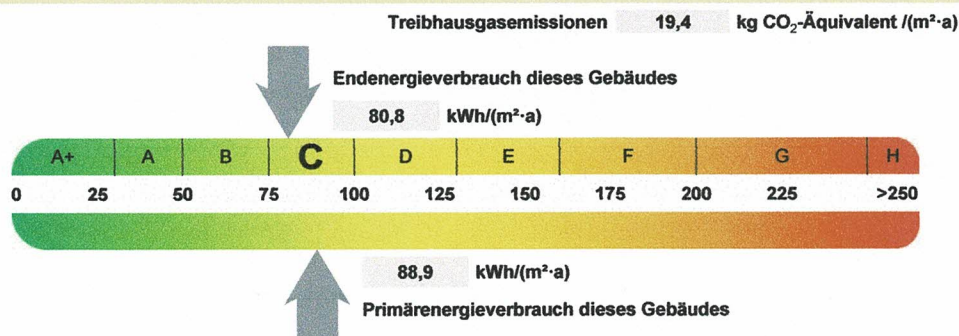 Treibhausgasemissionen 19,4 kg CO₂-Äquivalent /(m²·a)
Endenergieverbrauch dieses Gebäudes
80,8 kWh/(m²·a)
A+ A B C D E F G H
0 25 50 75 100 125 150 175 200 225 >250
88,9 kWh/(m²·a)
Primärenergieverbrauch dieses Gebäudes